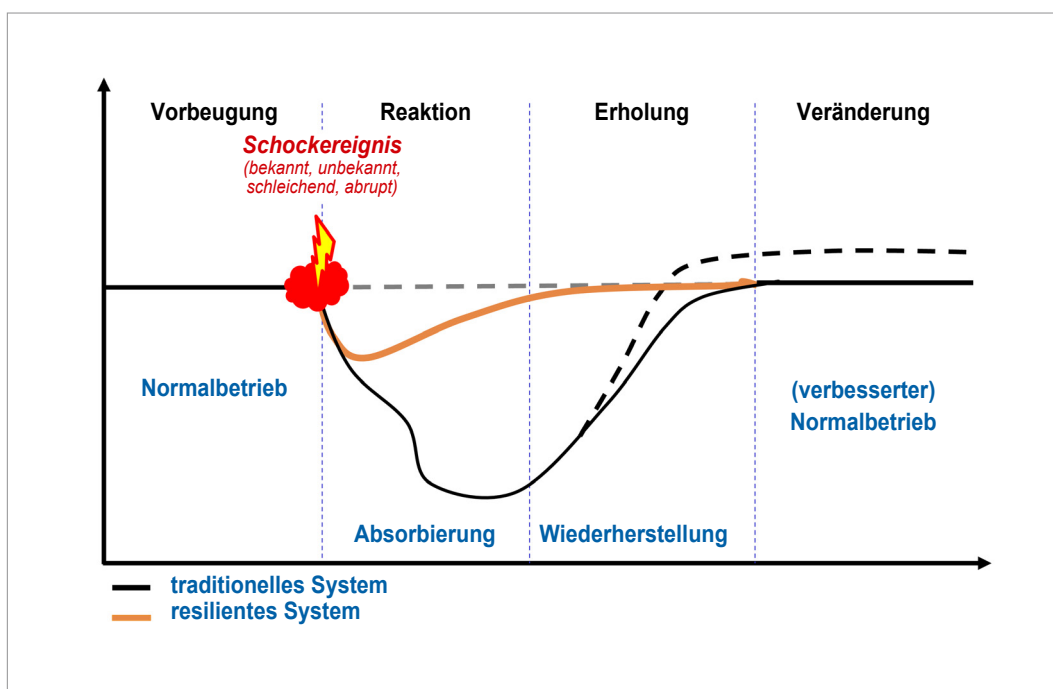 Vorbeugung
Reaktion
Erholung
Veränderung
Schockereignis
(bekannt, unbekannt,
schleichend, abrupt)
Normalbetrieb
(verbesserter)
Normalbetrieb
Absorbierung
Wiederherstellung
traditionelles System
resilientes System